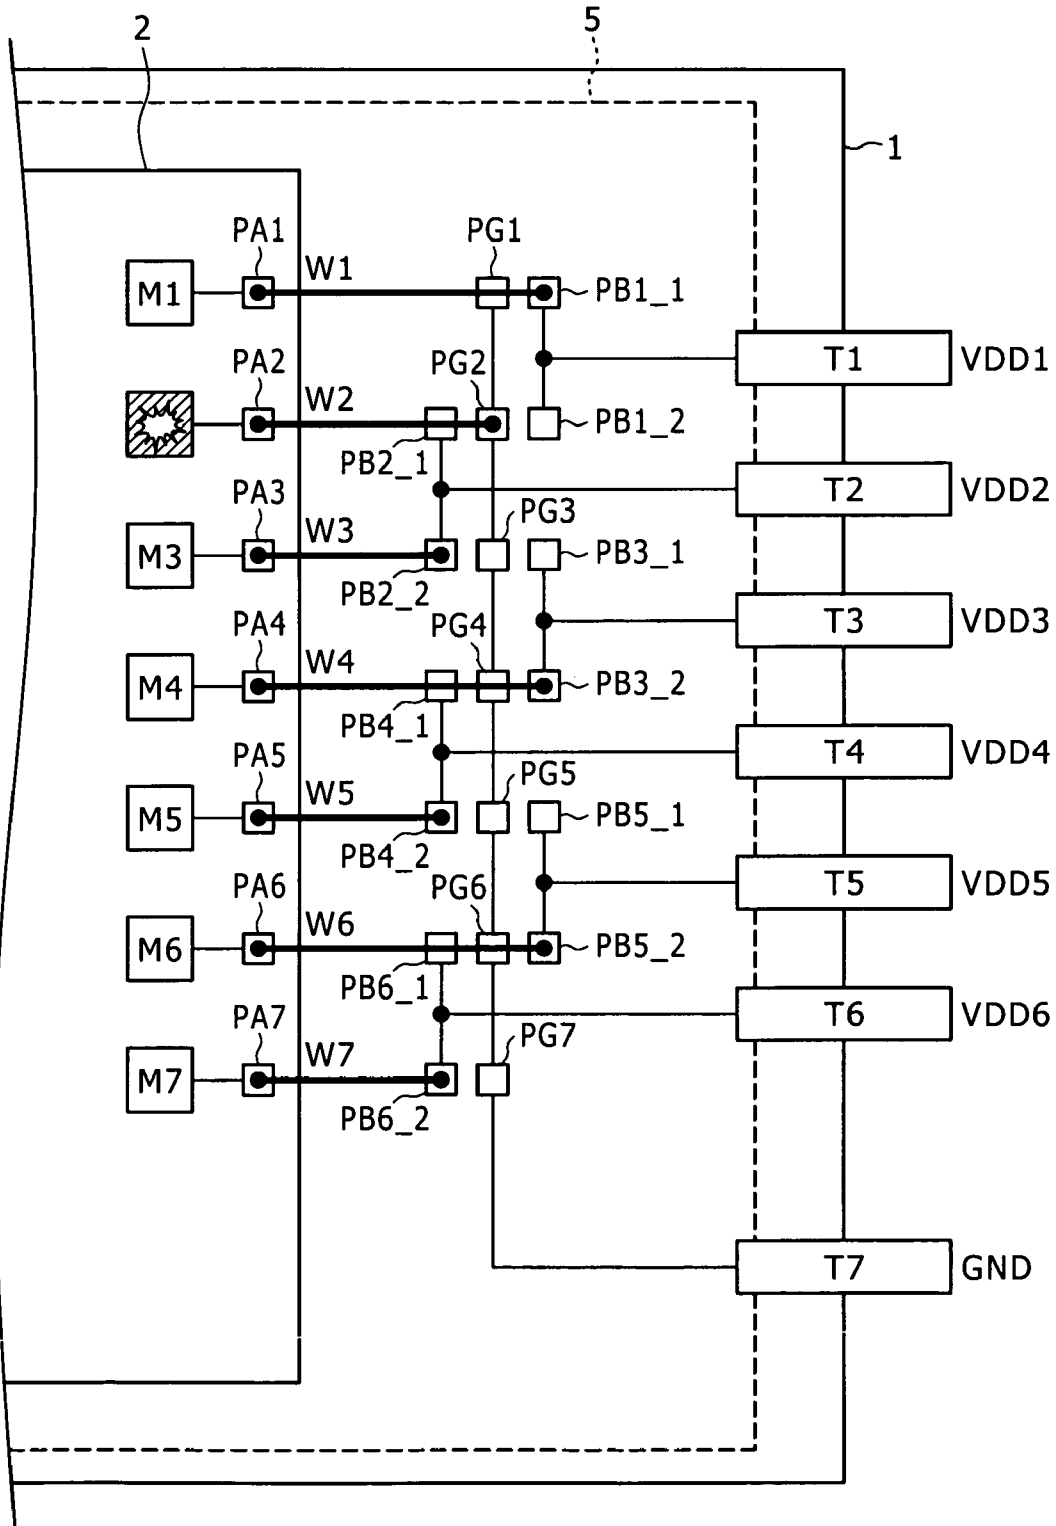 2
5
1
PA1
W1
PG1
M1
PB1_1
T1
VDD1
PA2
W2
PG2
PB1_2
PB2_1
T2
VDD2
PA3
W3
PG3
M3
PB3_1
PB2_2
T3
VDD3
PA4
W4
PG4
M4
PB3_2
PB4_1
T4
VDD4
PA5
W5
PG5
M5
PB5_1
PB4_2
T5
VDD5
PA6
W6
PG6
M6
PB5_2
PB6_1
T6
VDD6
PA7
W7
PG7
M7
PB6_2
T7
GND